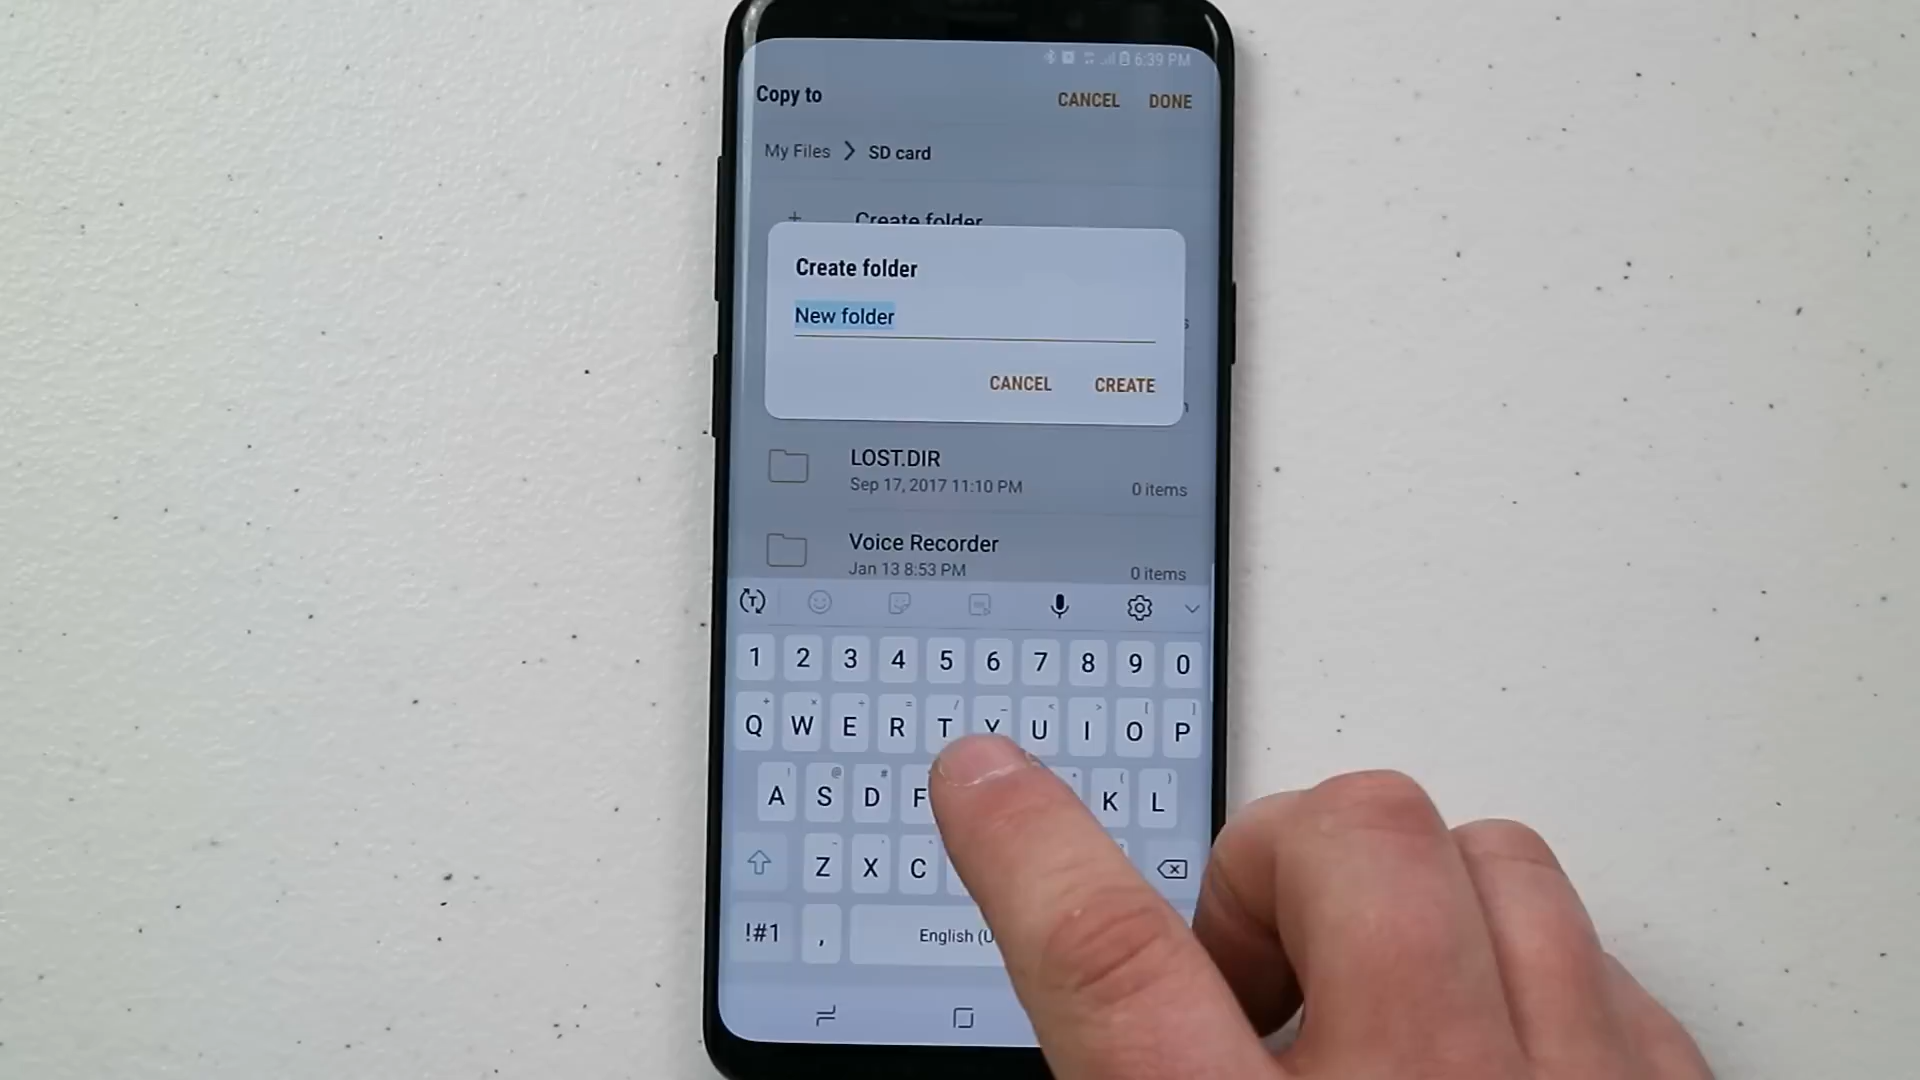 6:39 PM
Copy to
CANCEL DONE
My Files > SD card
+ Create folder
Create folder
New folder
CANCEL CREATE
LOST.DIR
Sep 17, 2017 11:10 PM 0 items
Voice Recorder
Jan 13 8:53 PM 0 items
1 2 3 4 5 6 7 8 9 0
Q W E R T Y U I O P
A S D F K L
Z X C
!#1 , English (U